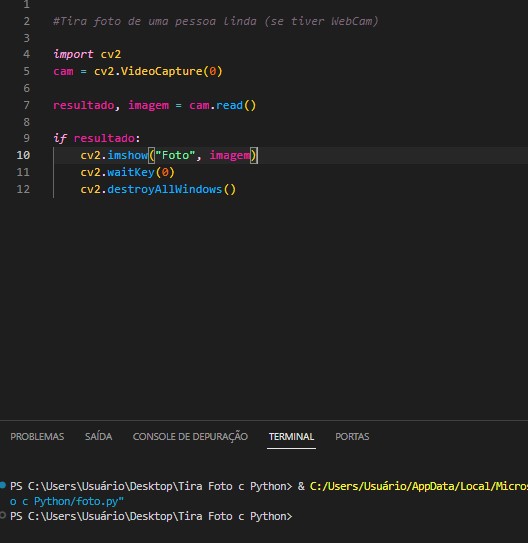 1
2 #Tira foto de uma pessoa linda (se tiver WebCam)
3
4 import cv2
5 cam = cv2.VideoCapture(0)
6
7 resultado, imagem = cam.read()
8
9 if resultado:
10 cv2.imshow("Foto", imagem)
11 cv2.waitKey(0)
12 cv2.destroyAllWindows()
PROBLEMAS SAÍDA CONSOLE DE DEPURAÇÃO TERMINAL PORTAS
PS C:\Users\Usuário\Desktop\Tira Foto c Python> & C:/Users/Usuário/AppData/Local/Micros
o c Python/foto.py"
PS C:\Users\Usuário\Desktop\Tira Foto c Python>